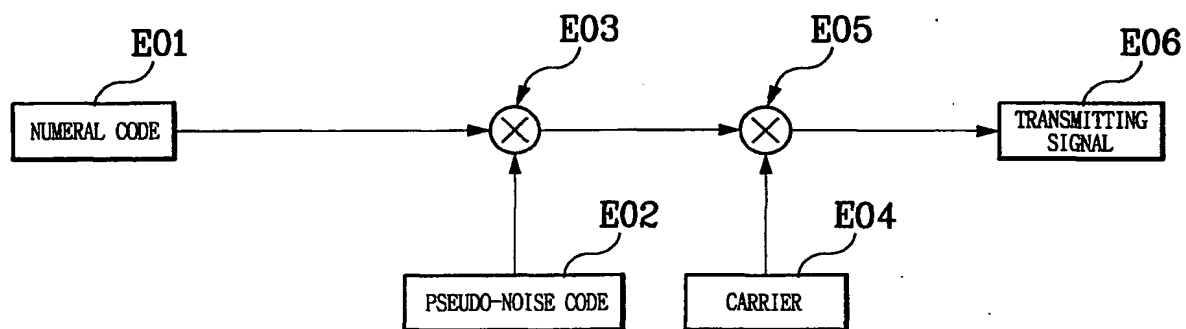 E01
E03
E05
E06
NUMERAL CODE
TRANSMITTING
SIGNAL
E02
E04
PSEUDO-NOISE CODE
CARRIER